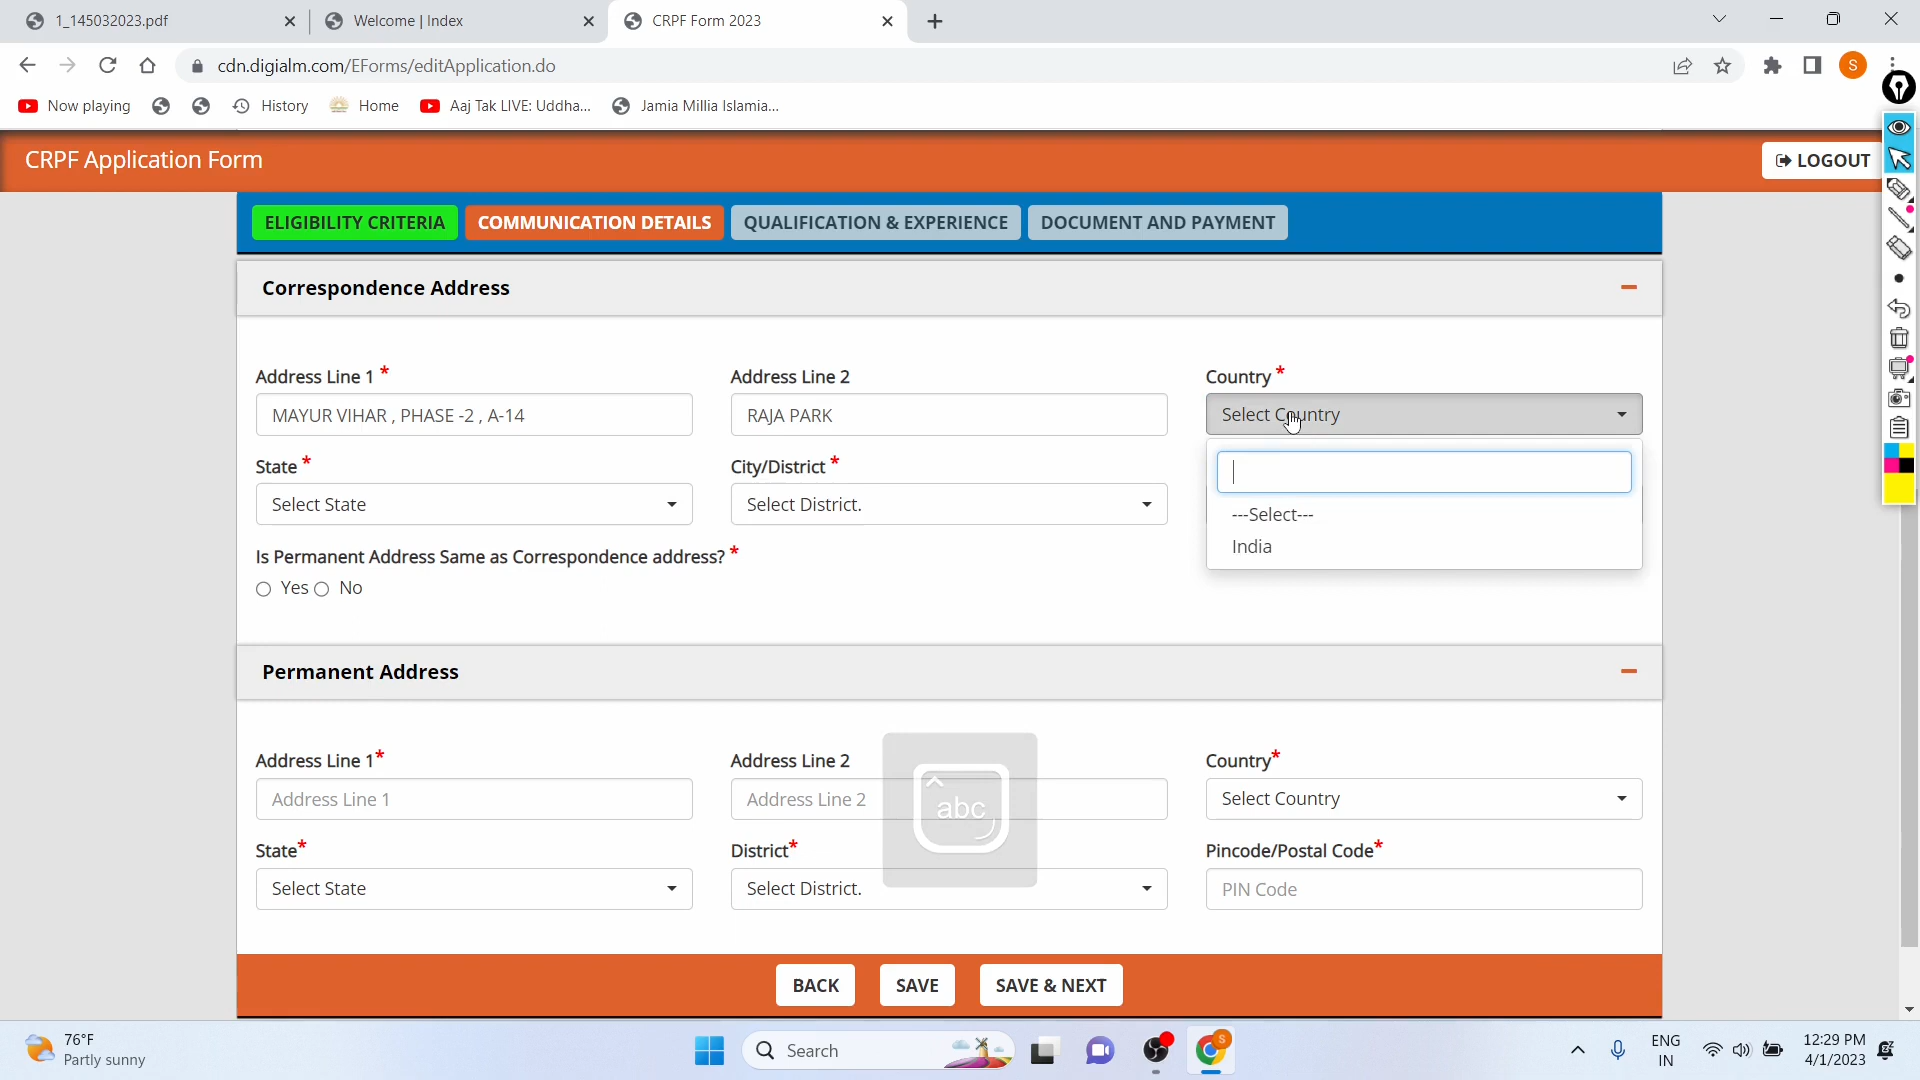 1_145032023.pdf
Welcome | Index
CRPF Form 2023
cdn.digialm.com/EForms/editApplication.do
S
Now playing
History
Home
Aaj Tak LIVE: Uddha...
Jamia Millia Islamia...
CRPF Application Form
LOGOUT
ELIGIBILITY CRITERIA
COMMUNICATION DETAILS
QUALIFICATION & EXPERIENCE
DOCUMENT AND PAYMENT
Correspondence Address
Address Line 1 *
Address Line 2
Country *
MAYUR VIHAR , PHASE -2 , A-14
RAJA PARK
Select Country
State *
City/District *
Select State
Select District.
---Select---
India
Is Permanent Address Same as Correspondence address? *
Yes No
Permanent Address
Address Line 1*
Address Line 2
Country*
Address Line 1
Address Line 2
Select Country
abc
State*
District*
Pincode/Postal Code*
Select State
Select District.
PIN Code
BACK
SAVE
SAVE & NEXT
76°F
Partly sunny
Search
S
ENG
IN
12:29 PM
4/1/2023